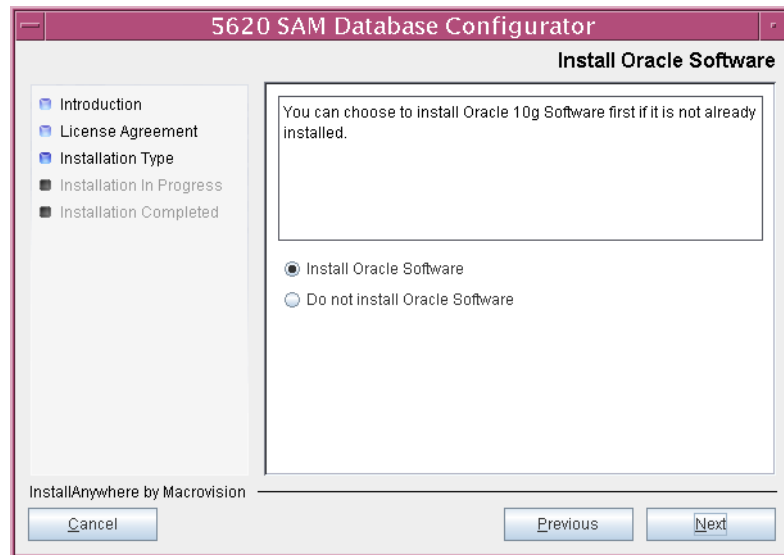 5620 SAM Database Configurator
Install Oracle Software
Introduction
License Agreement
Installation Type
Installation In Progress
Installation Completed
You can choose to install Oracle 10g Software first if it is not already
installed.
Install Oracle Software
Do not install Oracle Software
InstallAnywhere by Macrovision
Cancel
Previous
Next